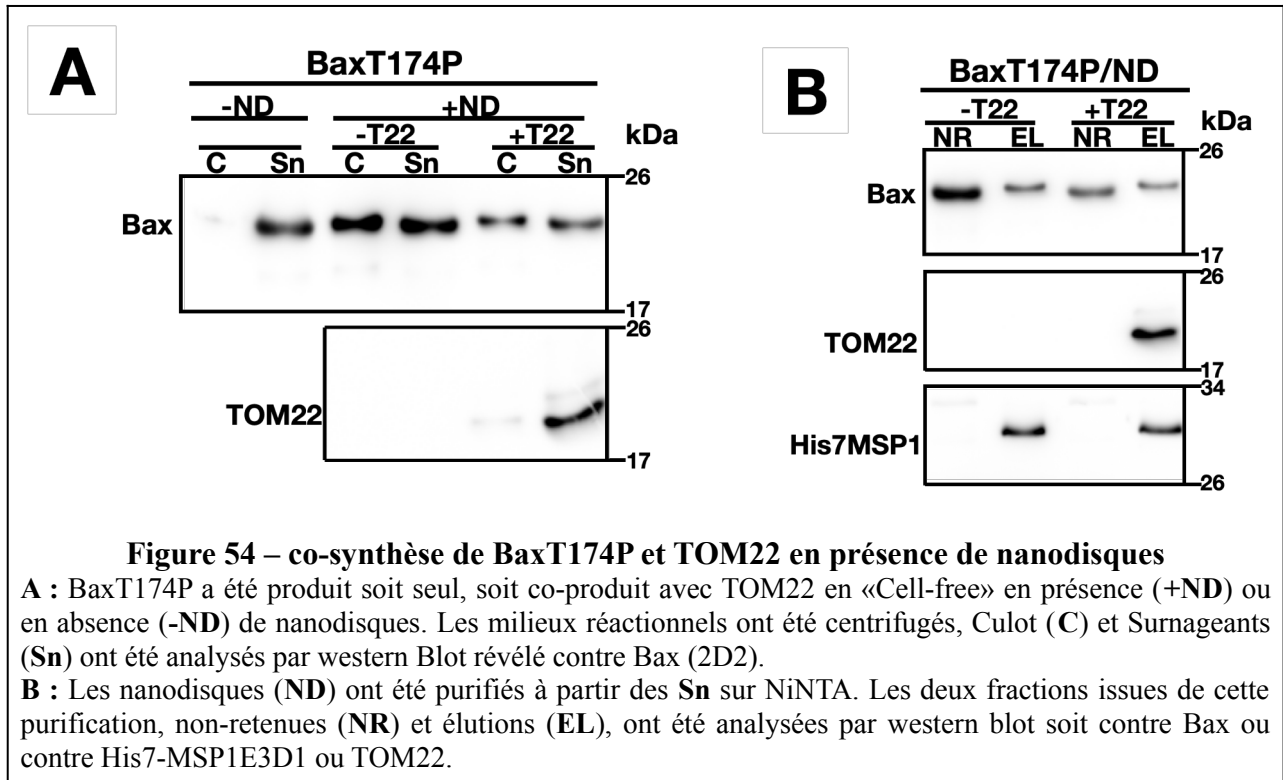 A
BaxT174P
-ND +ND
-T22 +T22
kDa
C Sn C Sn C Sn
26
Bax
17
26
TOM22
17
B
BaxT174P/ND
-T22 +T22
kDa
NR EL NR EL
26
Bax
17
26
TOM22
17
34
His7MSP1
26
Figure 54 – co-synthèse de BaxT174P et TOM22 en présence de nanodisques
A : BaxT174P a été produit soit seul, soit co-produit avec TOM22 en «Cell-free» en présence (+ND) ou
en absence (-ND) de nanodisques. Les milieux réactionnels ont été centrifugés, Culot (C) et Surnageants
(Sn) ont été analysés par western Blot révélé contre Bax (2D2).
B : Les nanodisques (ND) ont été purifiés à partir des Sn sur NiNTA. Les deux fractions issues de cette
purification, non-retenues (NR) et élutions (EL), ont été analysées par western blot soit contre Bax ou
contre His7-MSP1E3D1 ou TOM22.